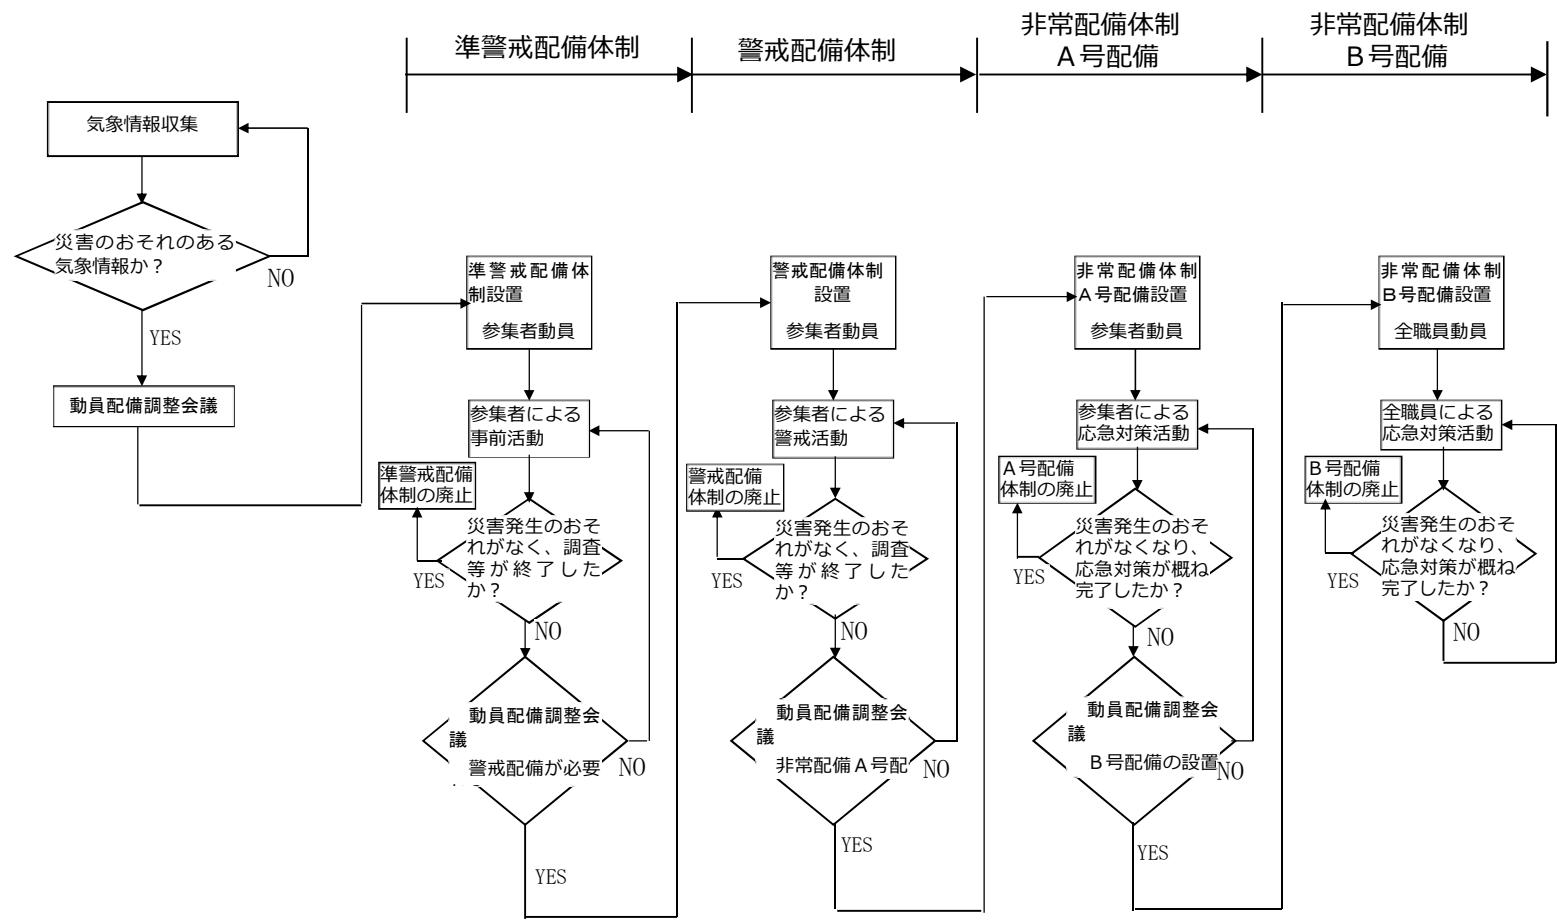 準警戒配備体制
警戒配備体制
非常配備体制
Ａ号配備
非常配備体制
Ｂ号配備
気象情報収集
災害のおそれのある
気象情報か？
NO
YES
動員配備調整会議
準警戒配備体
制設置
参集者動員
参集者による
事前活動
準警戒配備
体制の廃止
災害発生のおそ
れがなく、調査
等が終了した
か？
YES
NO
動員配備調整会
議
警戒配備が必要
NO
YES
警戒配備体制
設置
参集者動員
参集者による
警戒活動
警戒配備
体制の廃止
災害発生のおそ
れがなく、調査
等が終了した
か？
YES
NO
動員配備調整会
議
非常配備Ａ号配
NO
YES
非常配備体制
Ａ号配備設置
参集者動員
参集者による
応急対策活動
Ａ号配備
体制の廃止
災害発生のおそ
れがなくなり、
応急対策が概ね
完了したか？
YES
NO
動員配備調整会
議
Ｂ号配備の設置
NO
YES
非常配備体制
Ｂ号配備設置
全職員動員
全職員による
応急対策活動
Ｂ号配備
体制の廃止
災害発生のおそ
れがなくなり、
応急対策が概ね
完了したか？
YES
NO